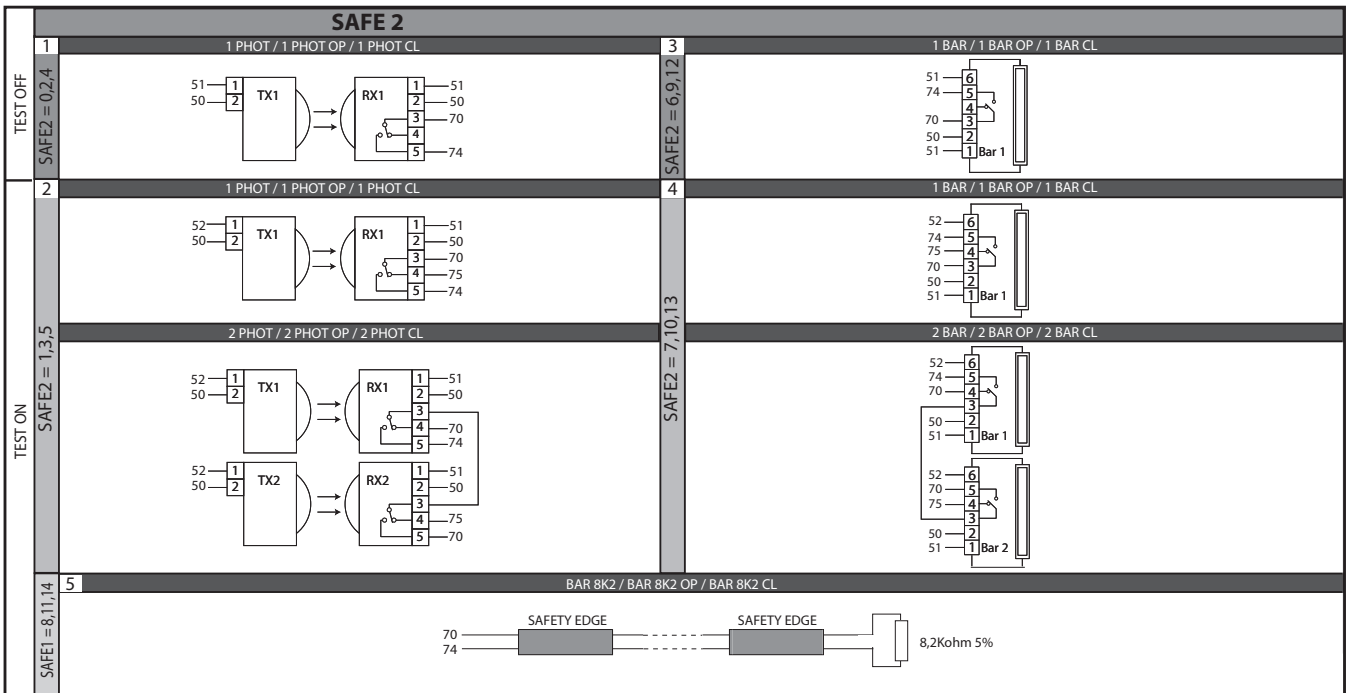 SAFE 2
TEST OFF
1
1 PHOT / 1 PHOT OP / 1 PHOT CL
SAFE2 = 0,2,4
51 1 TX1 RX1 1 51
50 2 2 50
3 70
4
5 74
3
1 BAR / 1 BAR OP / 1 BAR CL
SAFE2 = 6,9,12
51 6
74 5
4
70 3
50 2
51 1 Bar 1
TEST ON
2
1 PHOT / 1 PHOT OP / 1 PHOT CL
SAFE2 = 1,3,5
52 1 TX1 RX1 1 51
50 2 2 50
3 70
4 75
5 74
2 PHOT / 2 PHOT OP / 2 PHOT CL
52 1 TX1 RX1 1 51
50 2 2 50
3
4 70
5 74
52 1 TX2 RX2 1 51
50 2 2 50
3
4 75
5 70
4
1 BAR / 1 BAR OP / 1 BAR CL
SAFE2 = 7,10,13
52 6
74 5
75 4
70 3
50 2
51 1 Bar 1
2 BAR / 2 BAR OP / 2 BAR CL
52 6
74 5
70 4
3
50 2
51 1 Bar 1
52 6
70 5
75 4
3
50 2
51 1 Bar 2
5
BAR 8K2 / BAR 8K2 OP / BAR 8K2 CL
SAFE1 = 8,11,14
70 SAFETY EDGE SAFETY EDGE
74
8,2Kohm 5%